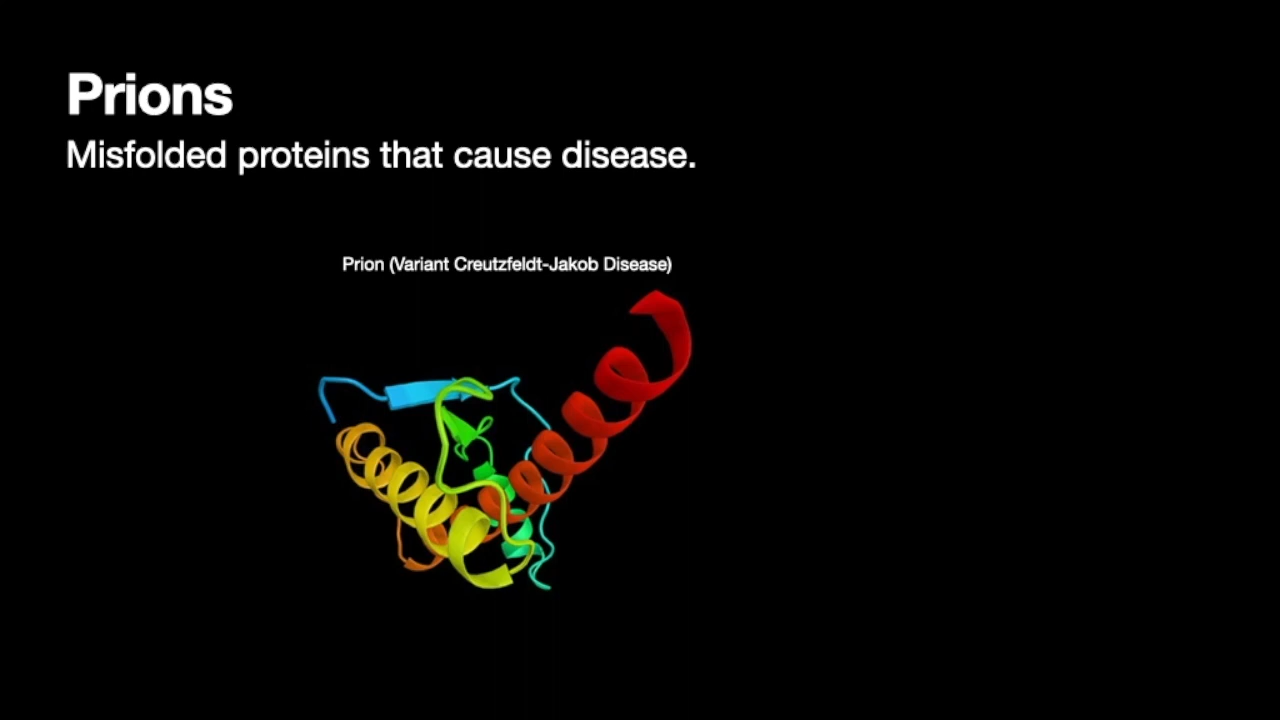 Prions
Misfolded proteins that cause disease.
Prion (Variant Creutzfeldt-Jakob Disease)